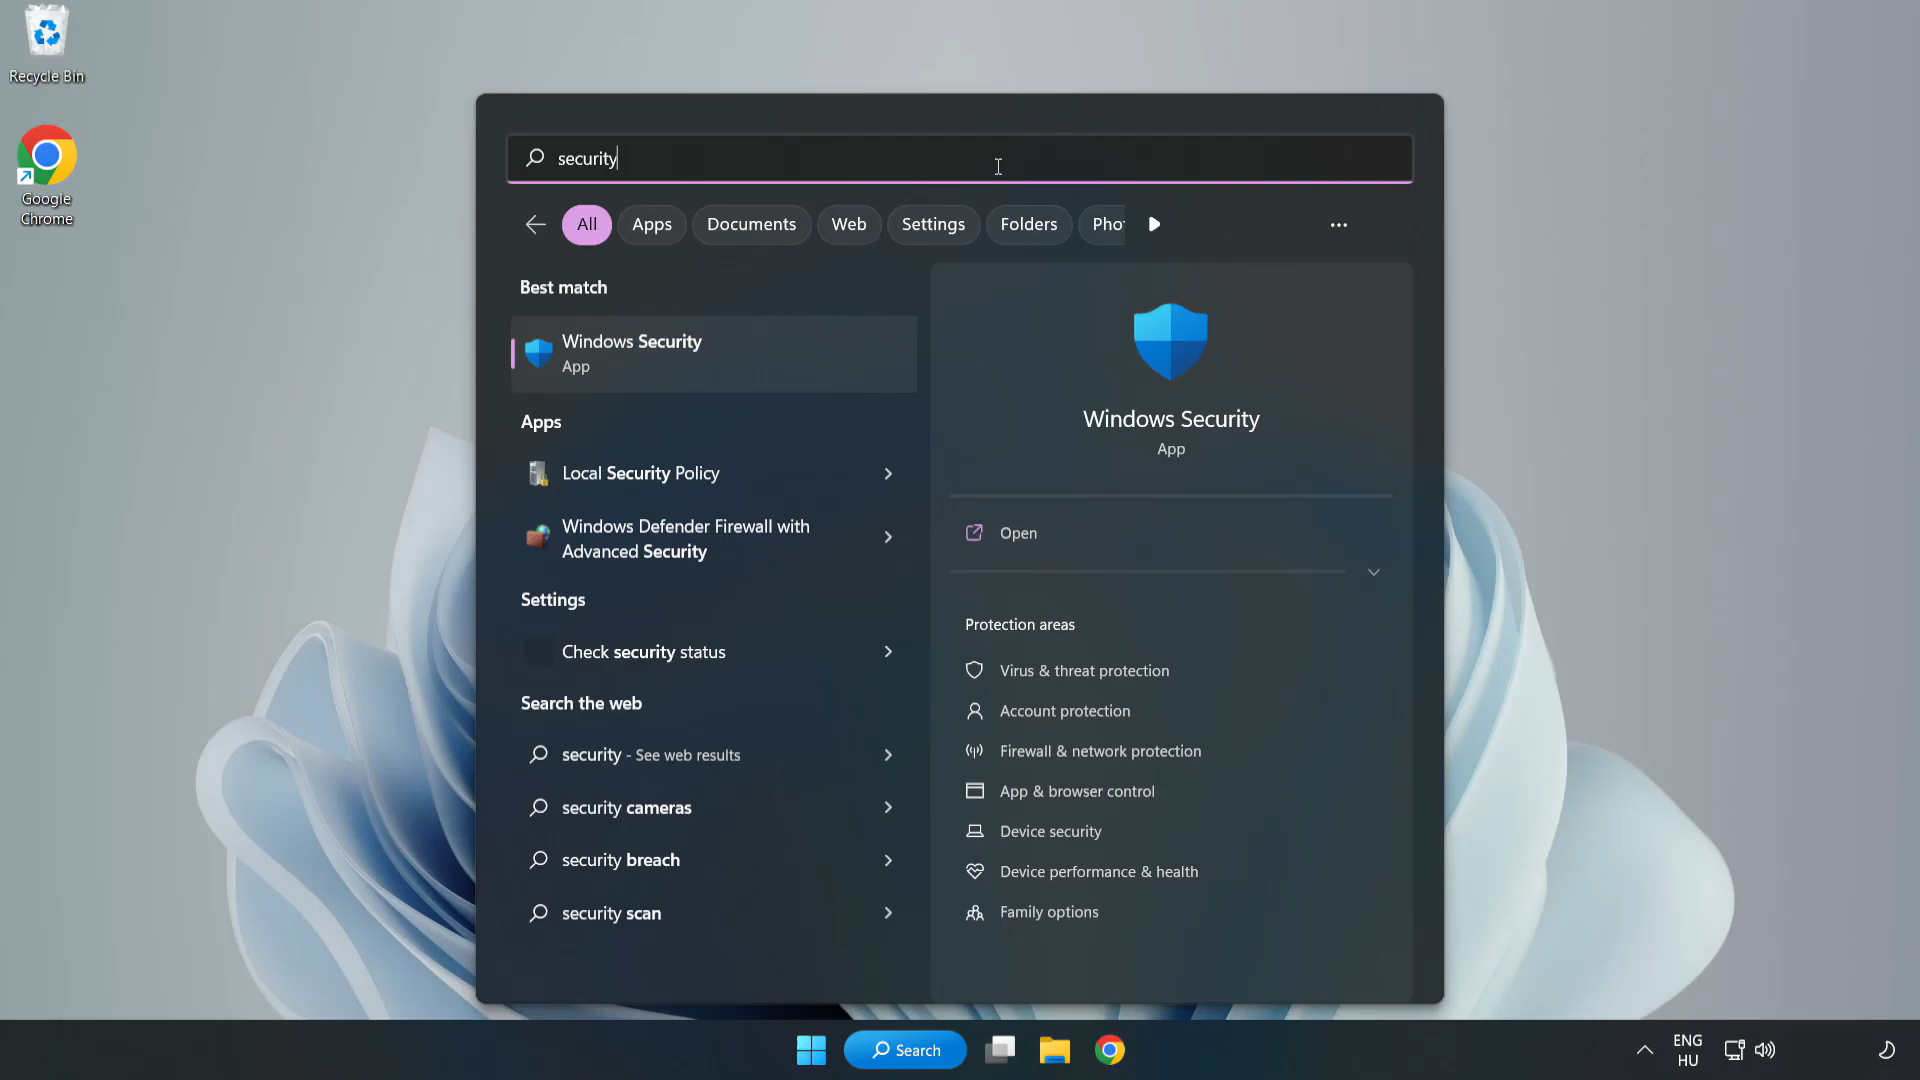 Recycle Bin
Google
Chrome
security
All
Apps
Documents
Web
Settings
Folders
Best match
Windows Security
App
Apps
Local Security Policy
Windows Defender Firewall with
Advanced Security
Settings
Check security status
Search the web
security - See web results
security cameras
security breach
security scan
Windows Security
App
Open
Protection areas
Virus & threat protection
Account protection
Firewall & network protection
App & browser control
Device security
Device performance & health
Family options
Search
ENG
HU